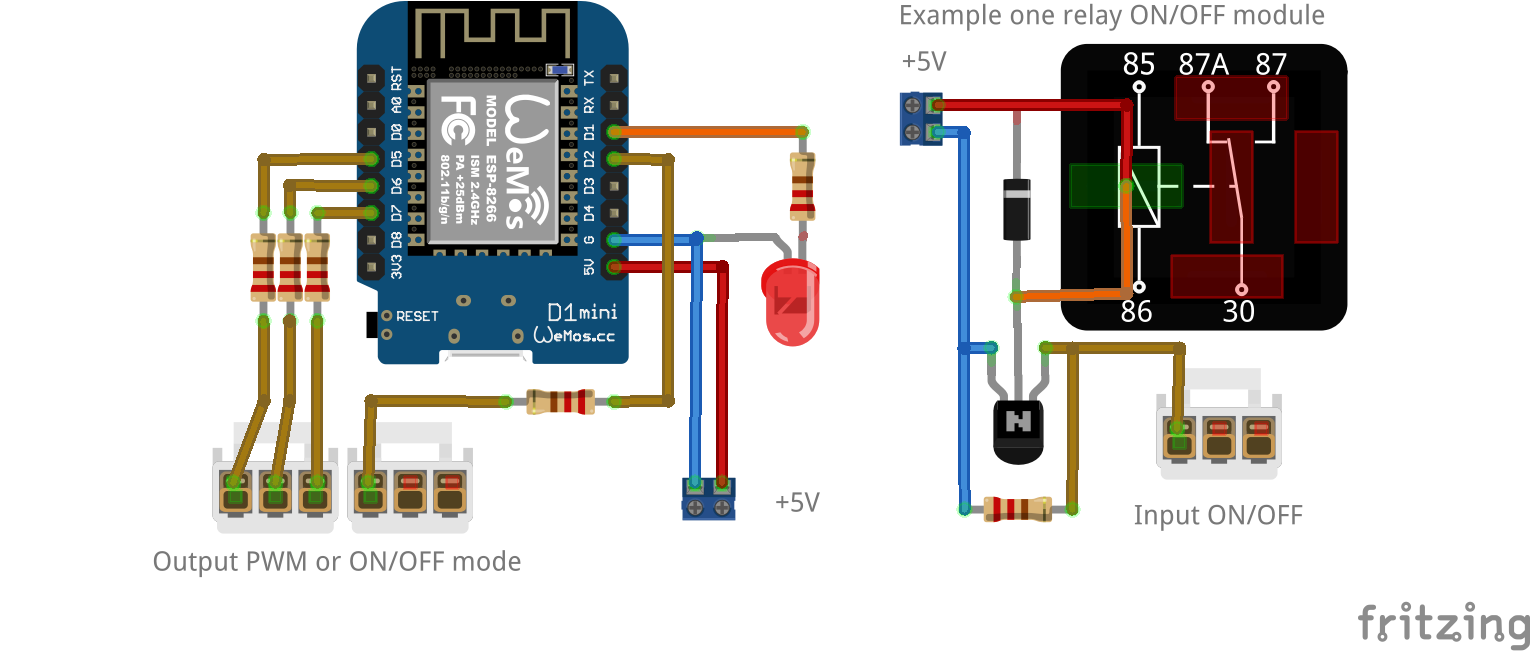 Example one relay ON/OFF module
+5V
85 87A 87
86 30
RST
A0
D0
D5
D6
D7
D8
3V3
TX
RX
D1
D2
D3
D4
G
5V
WeMos
MODEL ESP-8266
ISM 2.4GHz
PA +25dBm
802.11b/g/n
FC
RESET
D1mini
WeMos.cc
N
+5V
Input ON/OFF
Output PWM or ON/OFF mode
fritzing